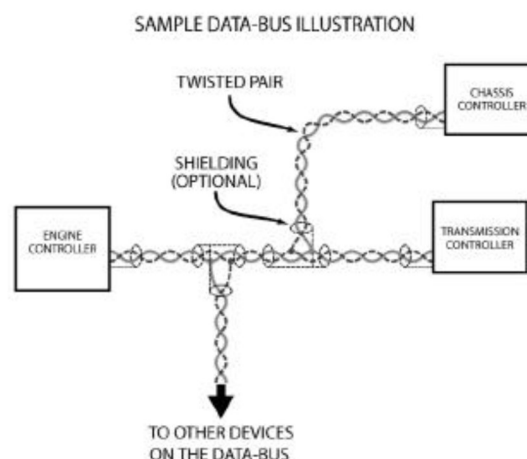 SAMPLE DATA-BUS ILLUSTRATION
TWISTED PAIR
CHASSIS
CONTROLLER
SHIELDING
(OPTIONAL)
ENGINE
CONTROLLER
TRANSMISSION
CONTROLLER
TO OTHER DEVICES
ON THE DATA-BUS